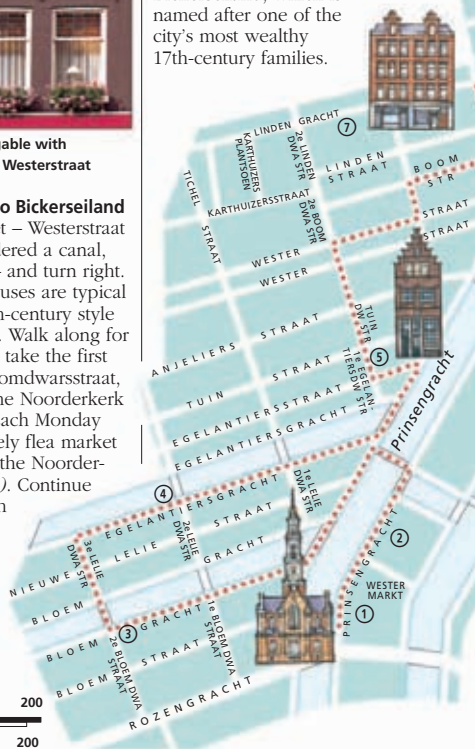 named after one of the
city's most wealthy
17th-century families.
gable with
Westerstraat
o Bickerseiland
t – Westerstraat
dered a canal,
– and turn right.
uses are typical
h-century style
. Walk along for
take the first
omdwarsstraat,
ne Noorderkerk
ach Monday
ely flea market
the Noorder-
). Continue
n
LINDEN GRACHT
7
KARTHUIZERS
PLANTSOEN
2e LINDEN
DWA STR
LINDEN
STRAAT
BOOM
STR
TICHEL
STRAAT
KARTHUIZERSSTRAAT
2e BOOM
DWA STR
STRAAT
STRAAT
WESTER
WESTER
ANJELIERS STRAAT
TUIN
DW STR
5
TUIN STRAAT
1e EGELAN-
TIERSDW STR
EGELANTIERSSTRAAT
EGELANTIERSGRACHT
Prinsengracht
4
EGELANTIERSGRACHT
1e LELIE
DWA STR
2e LELIE
DWA STR
3e LELIE
DWA STR
NIEUWE LELIE STRAAT
BLOEM GRACHT
3
BLOEM GRACHT
2
PRINSENGRACHT
WESTER
MARKT
1
1e BLOEM DWA
STRAAT
2e BLOEM DWA
STRAAT
BLOEM STRAAT
ROZENGRACHT
200
200